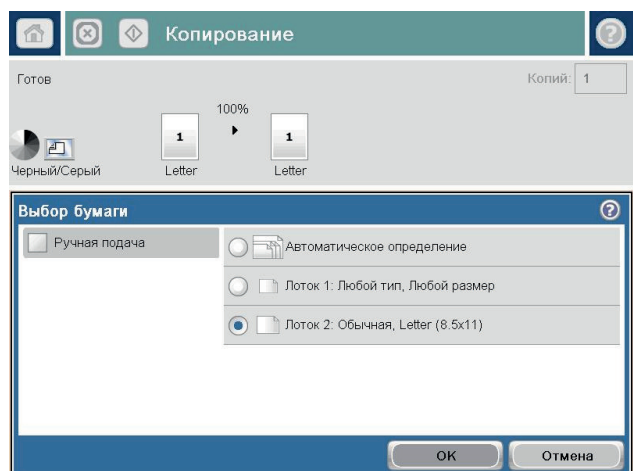 Копирование
Готов
Копий: 1
100%
1 1
Черный/Серый Letter Letter
Выбор бумаги
Ручная подача
Автоматическое определение
Лоток 1: Любой тип, Любой размер
Лоток 2: Обычная, Letter (8.5x11)
OK Отмена